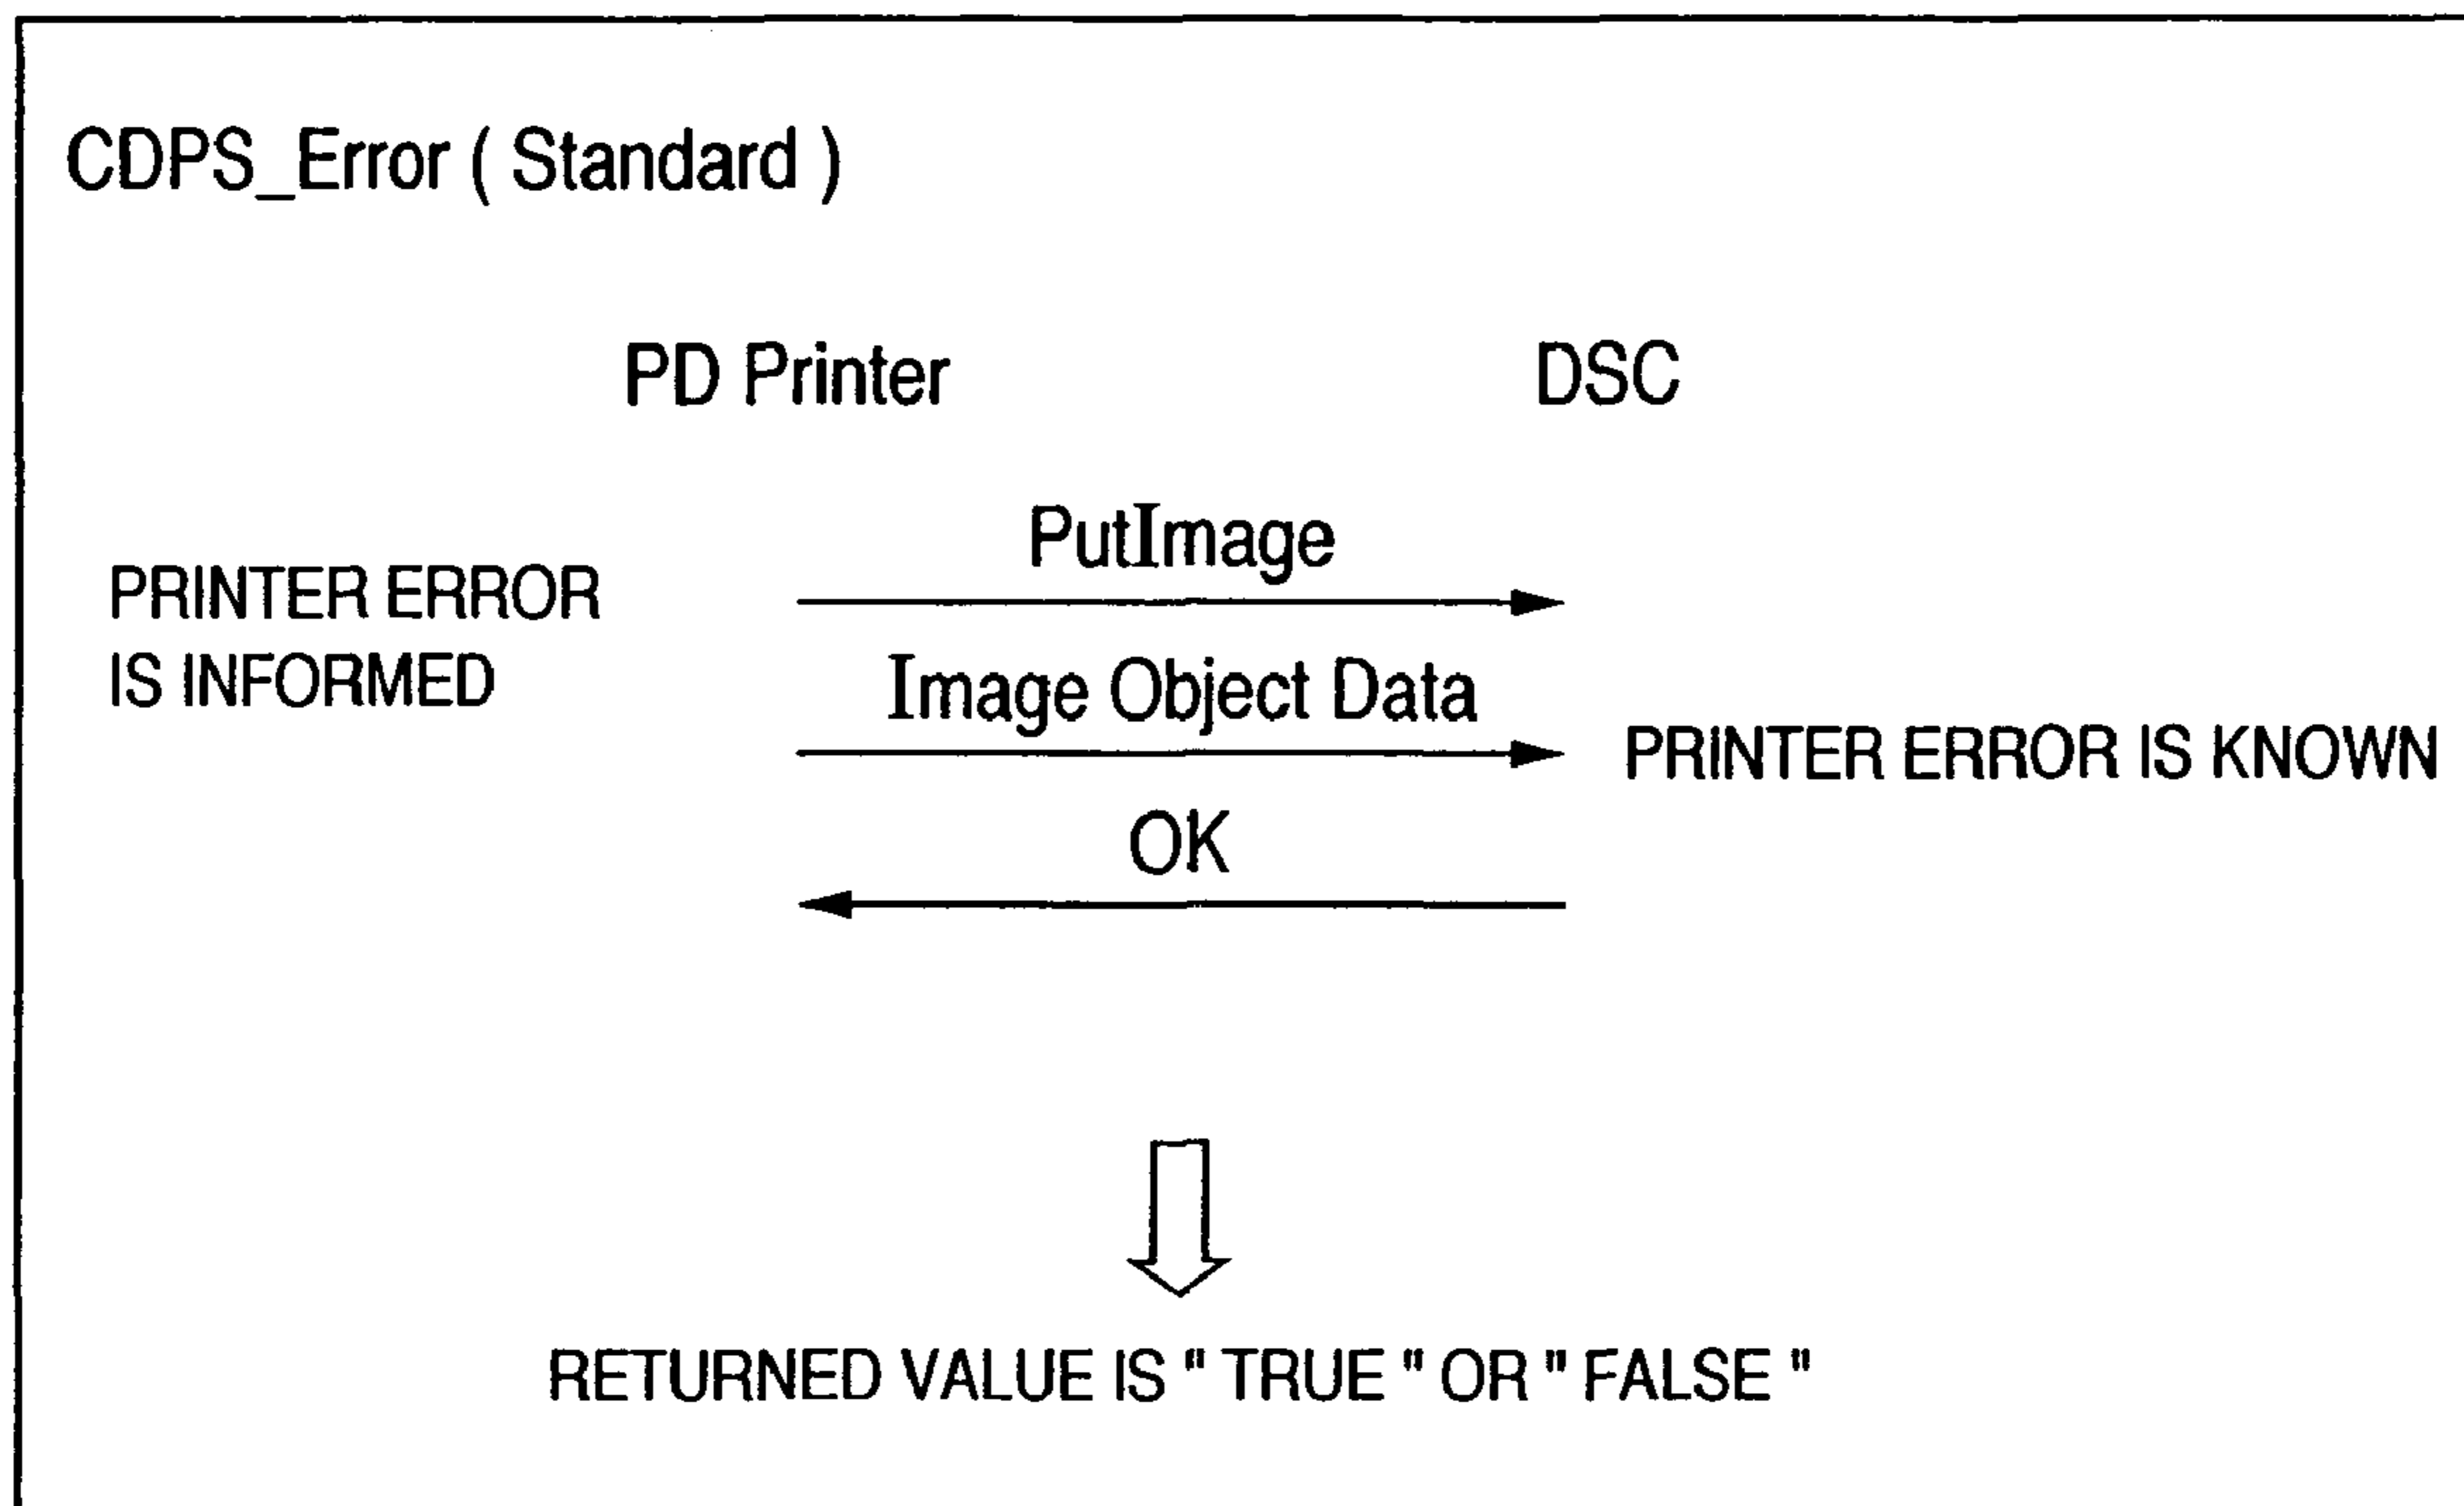 CDPS_Error ( Standard )
PD Printer
DSC
PutImage
PRINTER ERROR
IS INFORMED
Image Object Data
PRINTER ERROR IS KNOWN
OK
RETURNED VALUE IS " TRUE " OR " FALSE "